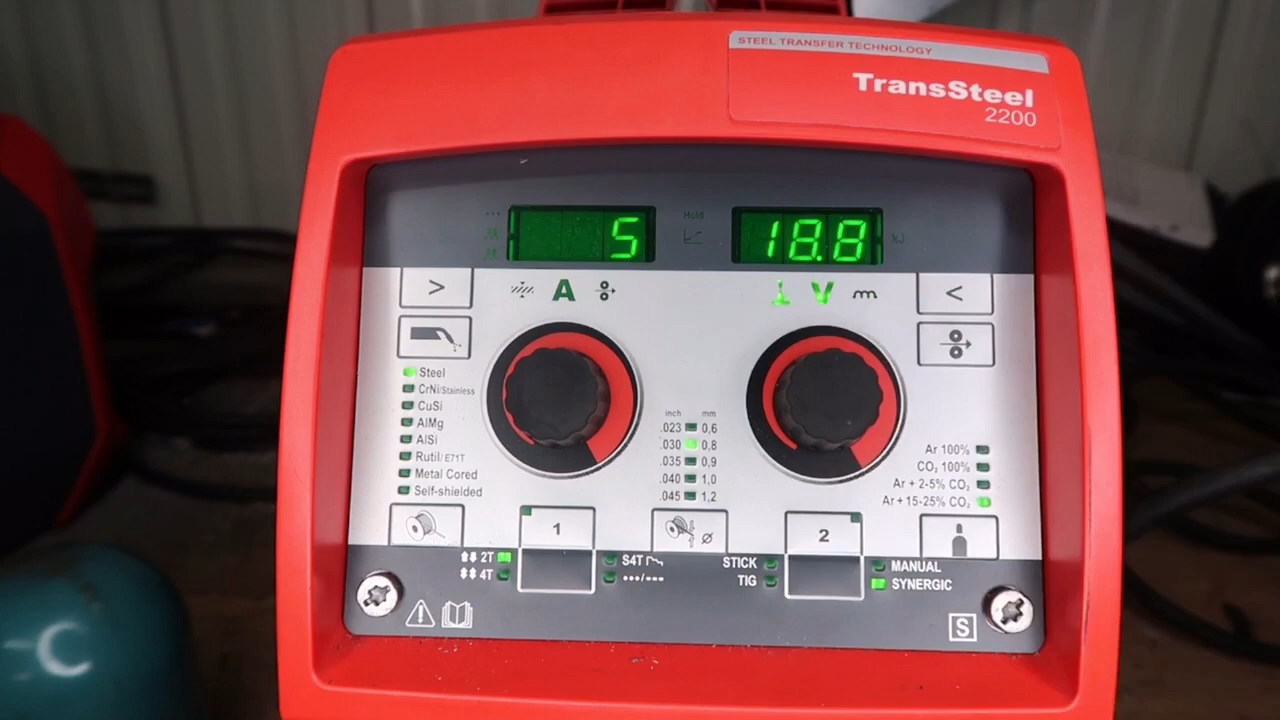 STEEL TRANSFER TECHNOLOGY
TransSteel
2200
5
Hold
18.8
kJ
>
A
V
<
Steel
CrNi/Stainless
CuSi
AlMg
AlSi
Rutil/E71T
Metal Cored
Self-shielded
inch mm
.023 0,6
.030 0,8
.035 0,9
.040 1,0
.045 1,2
Ar 100%
CO₂ 100%
Ar + 2-5% CO₂
Ar + 15-25% CO₂
1
Ø
2
2T
4T
S4T
STICK
TIG
MANUAL
SYNERGIC
S